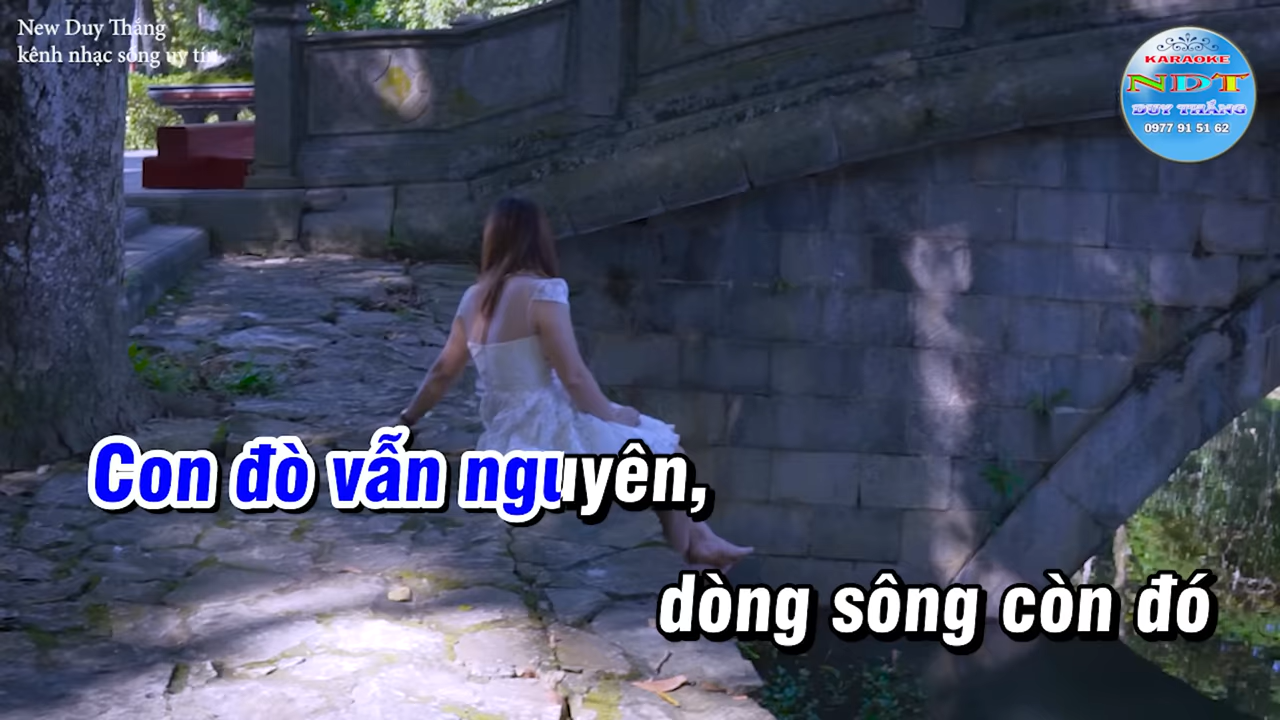 New Duy Thắng
kênh nhạc sống uy tín
KARAOKE
NDT
DUY THẮNG
0977 91 51 62
Con đò vẫn nguyên,
dòng sông còn đó